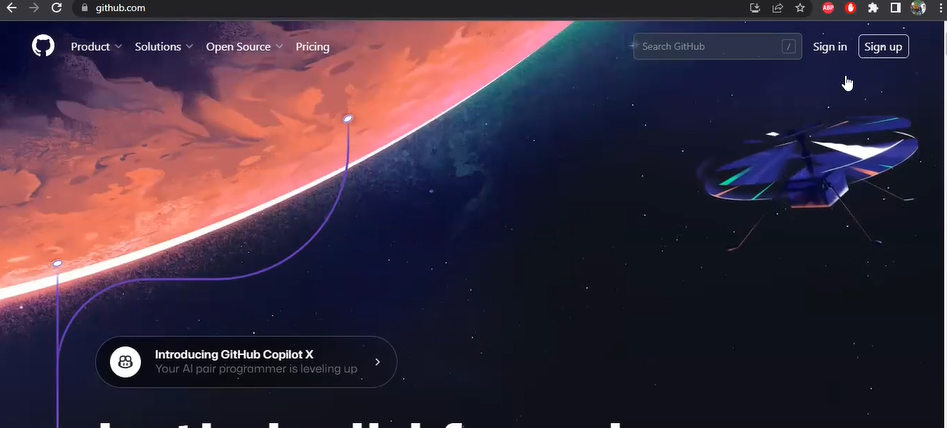 github.com
ABP
Product
Solutions
Open Source
Pricing
Search GitHub
/
Sign in
Sign up
Introducing GitHub Copilot X
Your AI pair programmer is leveling up